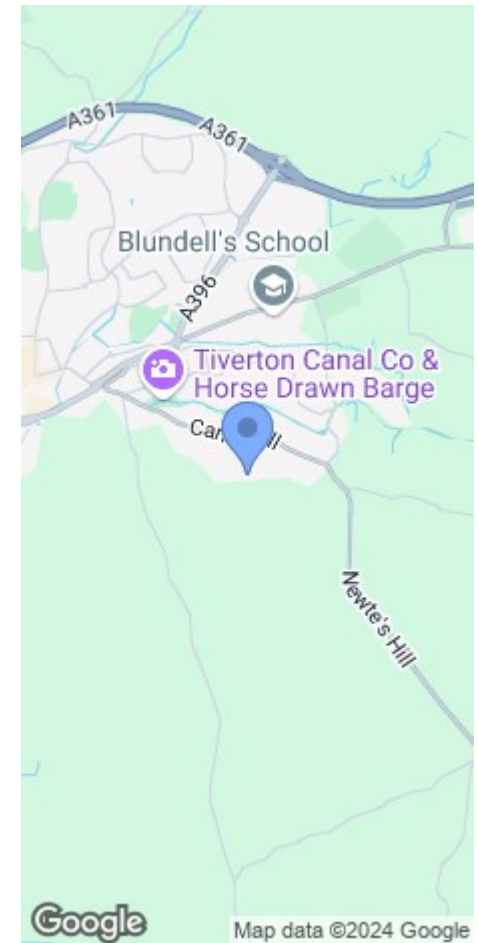 A361
A361
Blundell's School
A396
Tiverton Canal Co &
Horse Drawn Barge
Newte's Hill
Google
Map data ©2024 Google